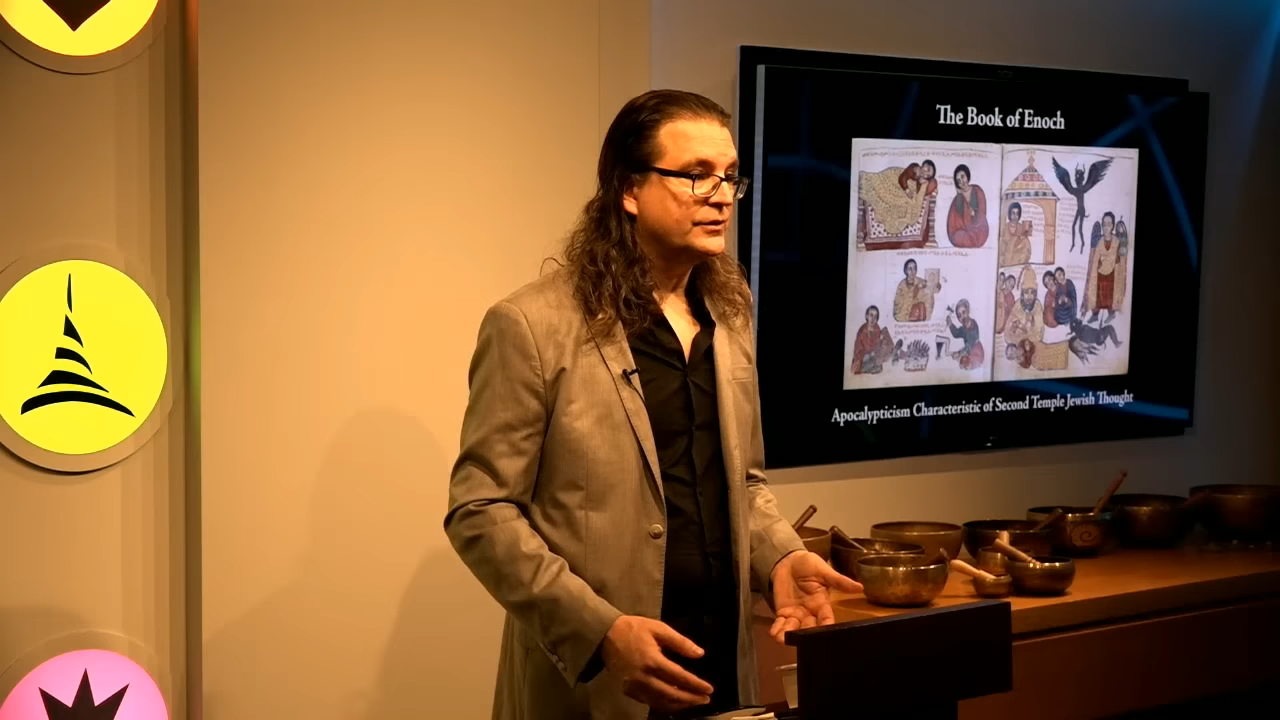 The Book of Enoch
Apocalypticism Characteristic of Second Temple Jewish Thought